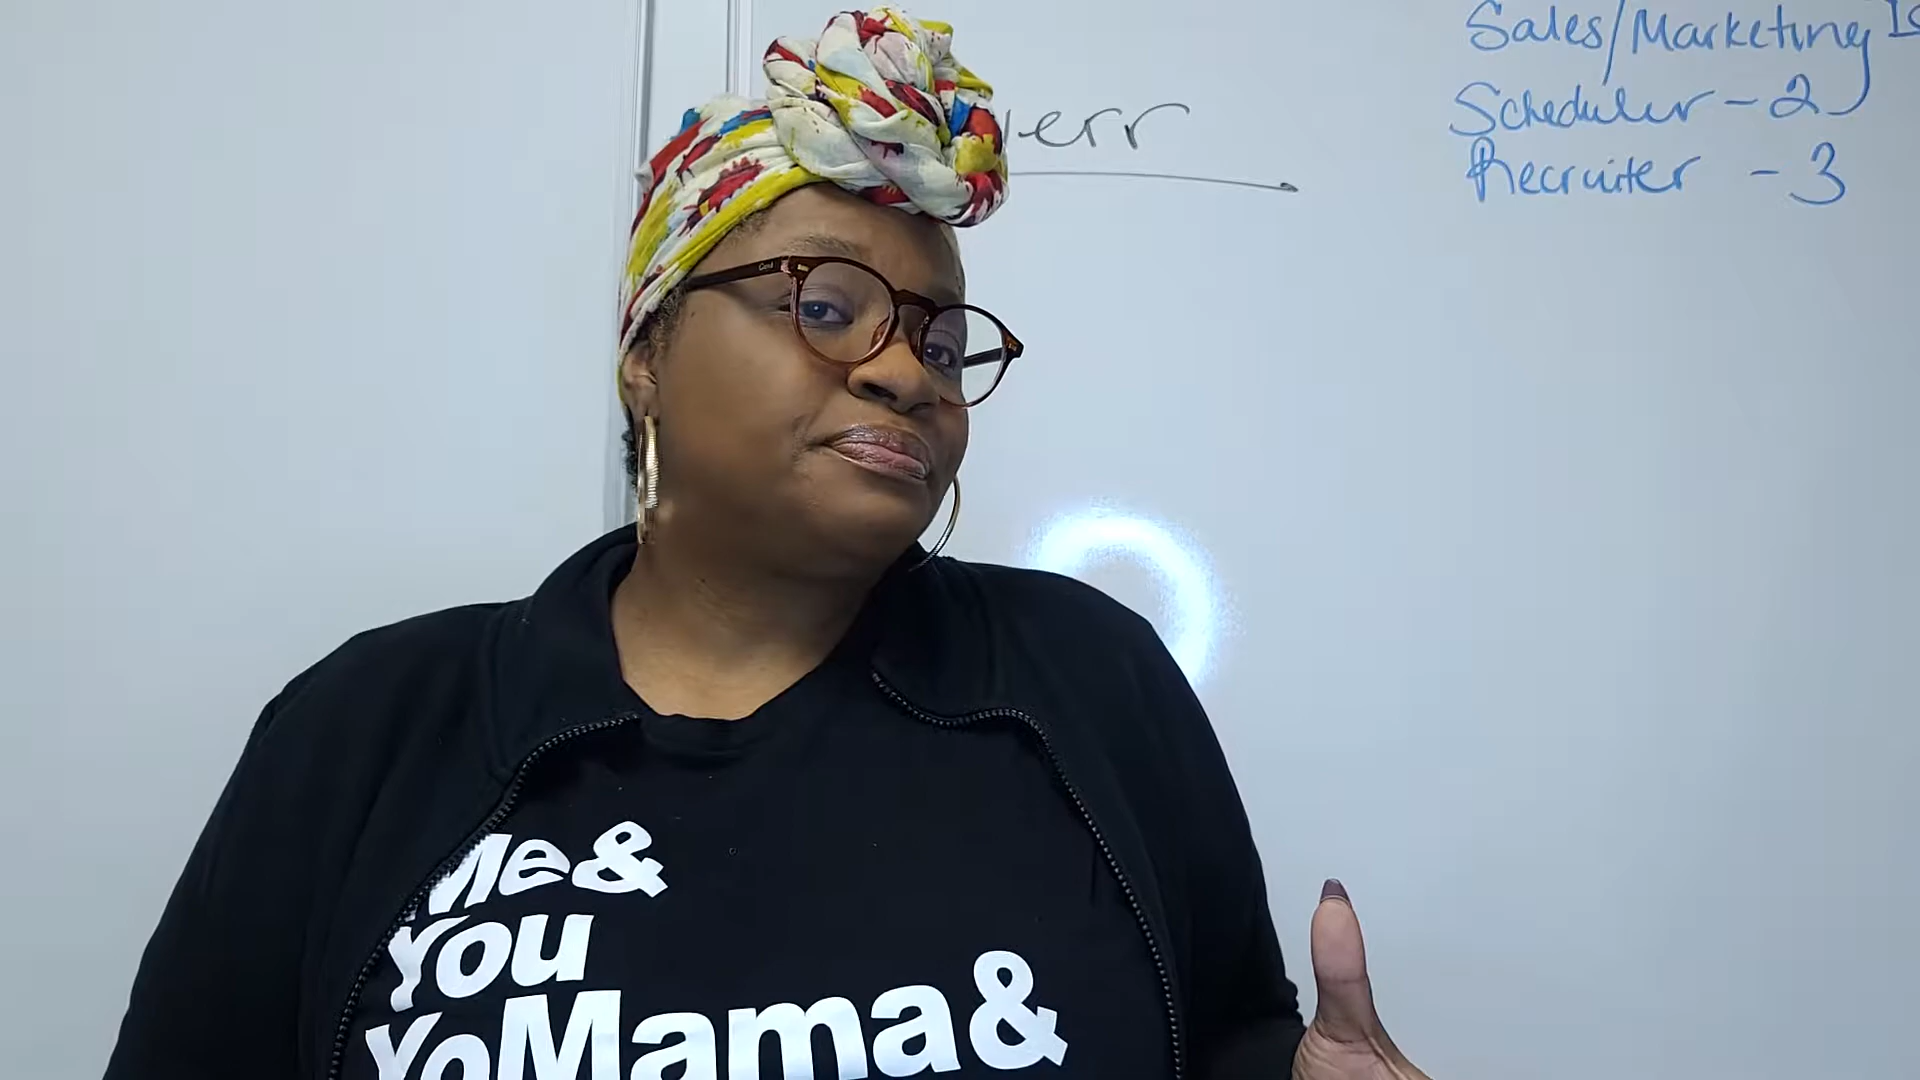 Sales/Marketing
Scheduler - 2
Recruiter - 3
Me&
You
YoMama&